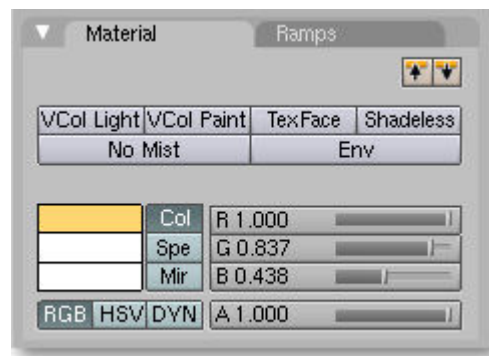 Material Ramps
VCol Light VCol Paint TexFace Shadeless
No Mist Env
Col R 1.000
Spe G 0.837
Mir B 0.438
RGB HSV DYN A 1.000